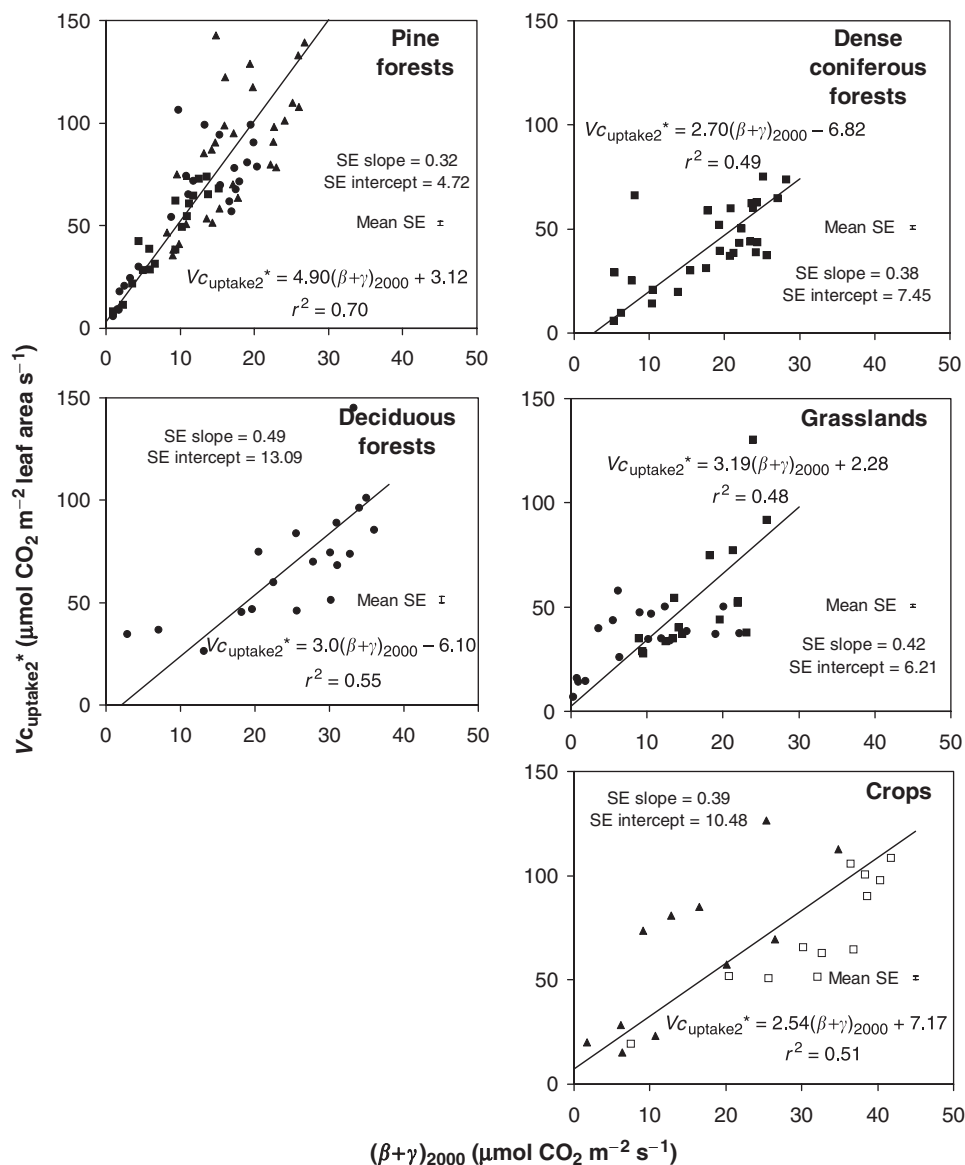 Vc_uptake2* (µmol CO₂ m⁻² leaf area s⁻¹)
150
100
50
0
0 10 20 30 40 50
Pine
forests
SE slope = 0.32
SE intercept = 4.72
Mean SE
Vc_uptake2* = 4.90(β+γ)₂₀₀₀ + 3.12
r² = 0.70
150
100
50
0
0 10 20 30 40 50
Dense
coniferous
forests
Vc_uptake2* = 2.70(β+γ)₂₀₀₀ – 6.82
r² = 0.49
Mean SE
SE slope = 0.38
SE intercept = 7.45
150
100
50
0
0 10 20 30 40 50
Deciduous
forests
SE slope = 0.49
SE intercept = 13.09
Mean SE
Vc_uptake2* = 3.0(β+γ)₂₀₀₀ – 6.10
r² = 0.55
150
100
50
0
0 10 20 30 40 50
Grasslands
Vc_uptake2* = 3.19(β+γ)₂₀₀₀ + 2.28
r² = 0.48
Mean SE
SE slope = 0.42
SE intercept = 6.21
150
100
50
0
0 10 20 30 40 50
Crops
SE slope = 0.39
SE intercept = 10.48
Mean SE
Vc_uptake2* = 2.54(β+γ)₂₀₀₀ + 7.17
r² = 0.51
(β+γ)₂₀₀₀ (µmol CO₂ m⁻² s⁻¹)